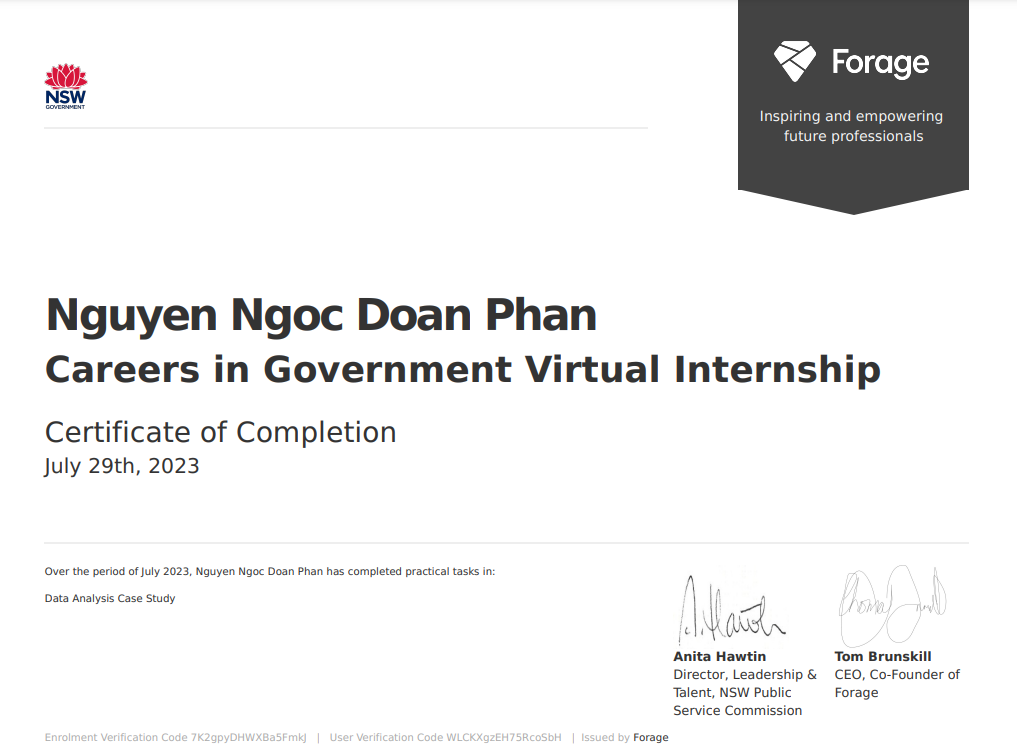 NSW
GOVERNMENT
Forage
Inspiring and empowering
future professionals
Nguyen Ngoc Doan Phan
Careers in Government Virtual Internship
Certificate of Completion
July 29th, 2023
Over the period of July 2023, Nguyen Ngoc Doan Phan has completed practical tasks in:
Data Analysis Case Study
Anita Hawtin
Director, Leadership &
Talent, NSW Public
Service Commission
Tom Brunskill
CEO, Co-Founder of
Forage
Enrolment Verification Code 7K2gpyDHWXBa5FmkJ | User Verification Code WLCKXgzEH75RcoSbH | Issued by Forage